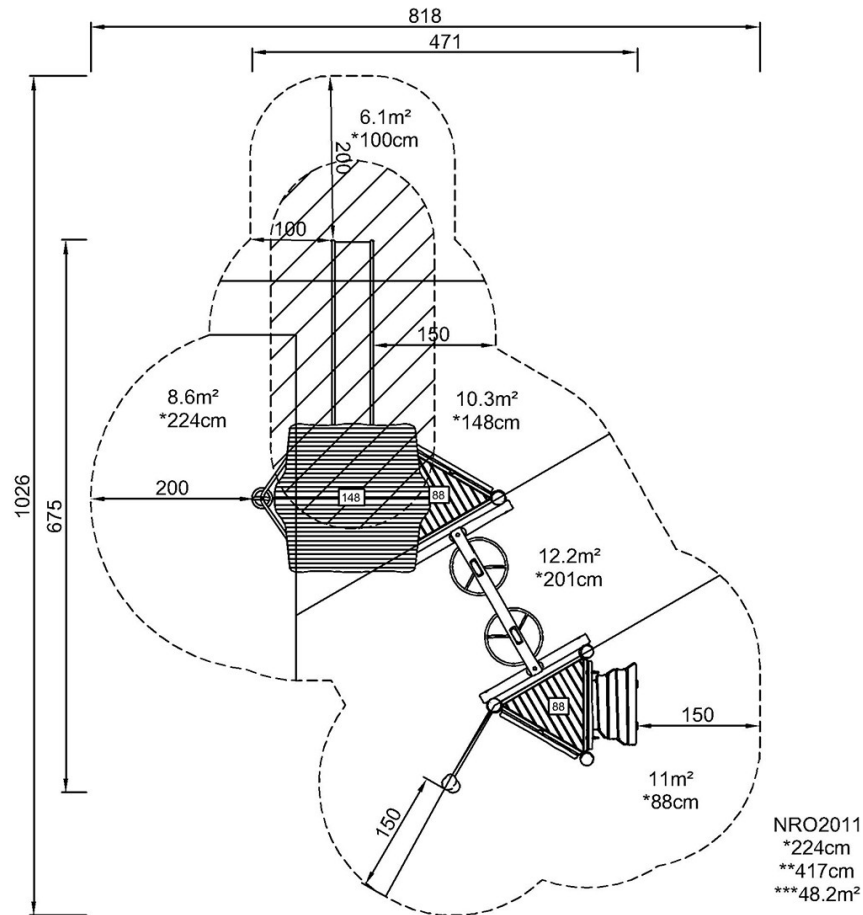 818
471
6.1m²
*100cm
200
100
150
8.6m²
*224cm
10.3m²
*148cm
1026
675
200
148
88
12.2m²
*201cm
88
150
11m²
*88cm
150
NRO2011
*224cm
**417cm
***48.2m²